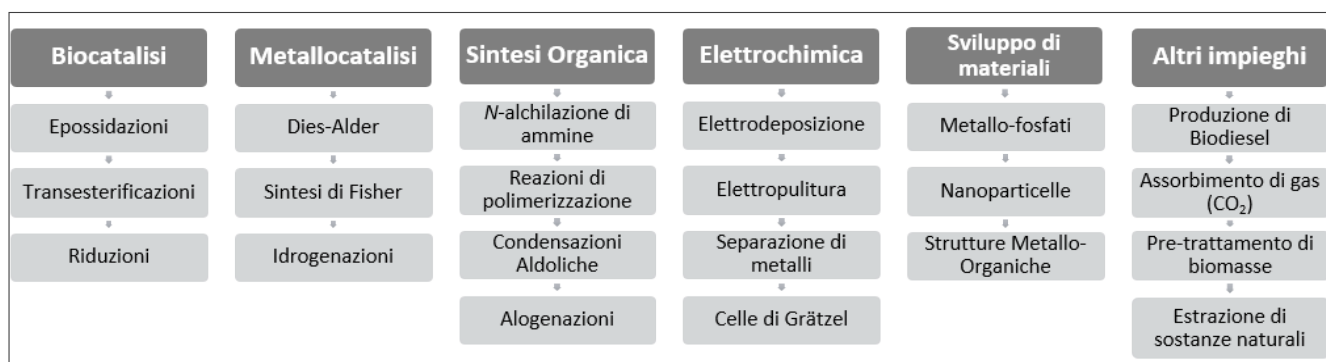 Biocatalisi
Epossidazioni
Transesterificazioni
Riduzioni
Metallocatalisi
Dies-Alder
Sintesi di Fisher
Idrogenazioni
Sintesi Organica
N-alchilazione di
ammine
Reazioni di
polimerizzazione
Condensazioni
Aldoliche
Alogenazioni
Elettrochimica
Elettrodeposizione
Elettropulitura
Separazione di
metalli
Celle di Grätzel
Sviluppo di
materiali
Metallo-fosfati
Nanoparticelle
Strutture Metallo-
Organiche
Altri impieghi
Produzione di
Biodiesel
Assorbimento di gas
(CO₂)
Pre-trattamento di
biomasse
Estrazione di
sostanze naturali